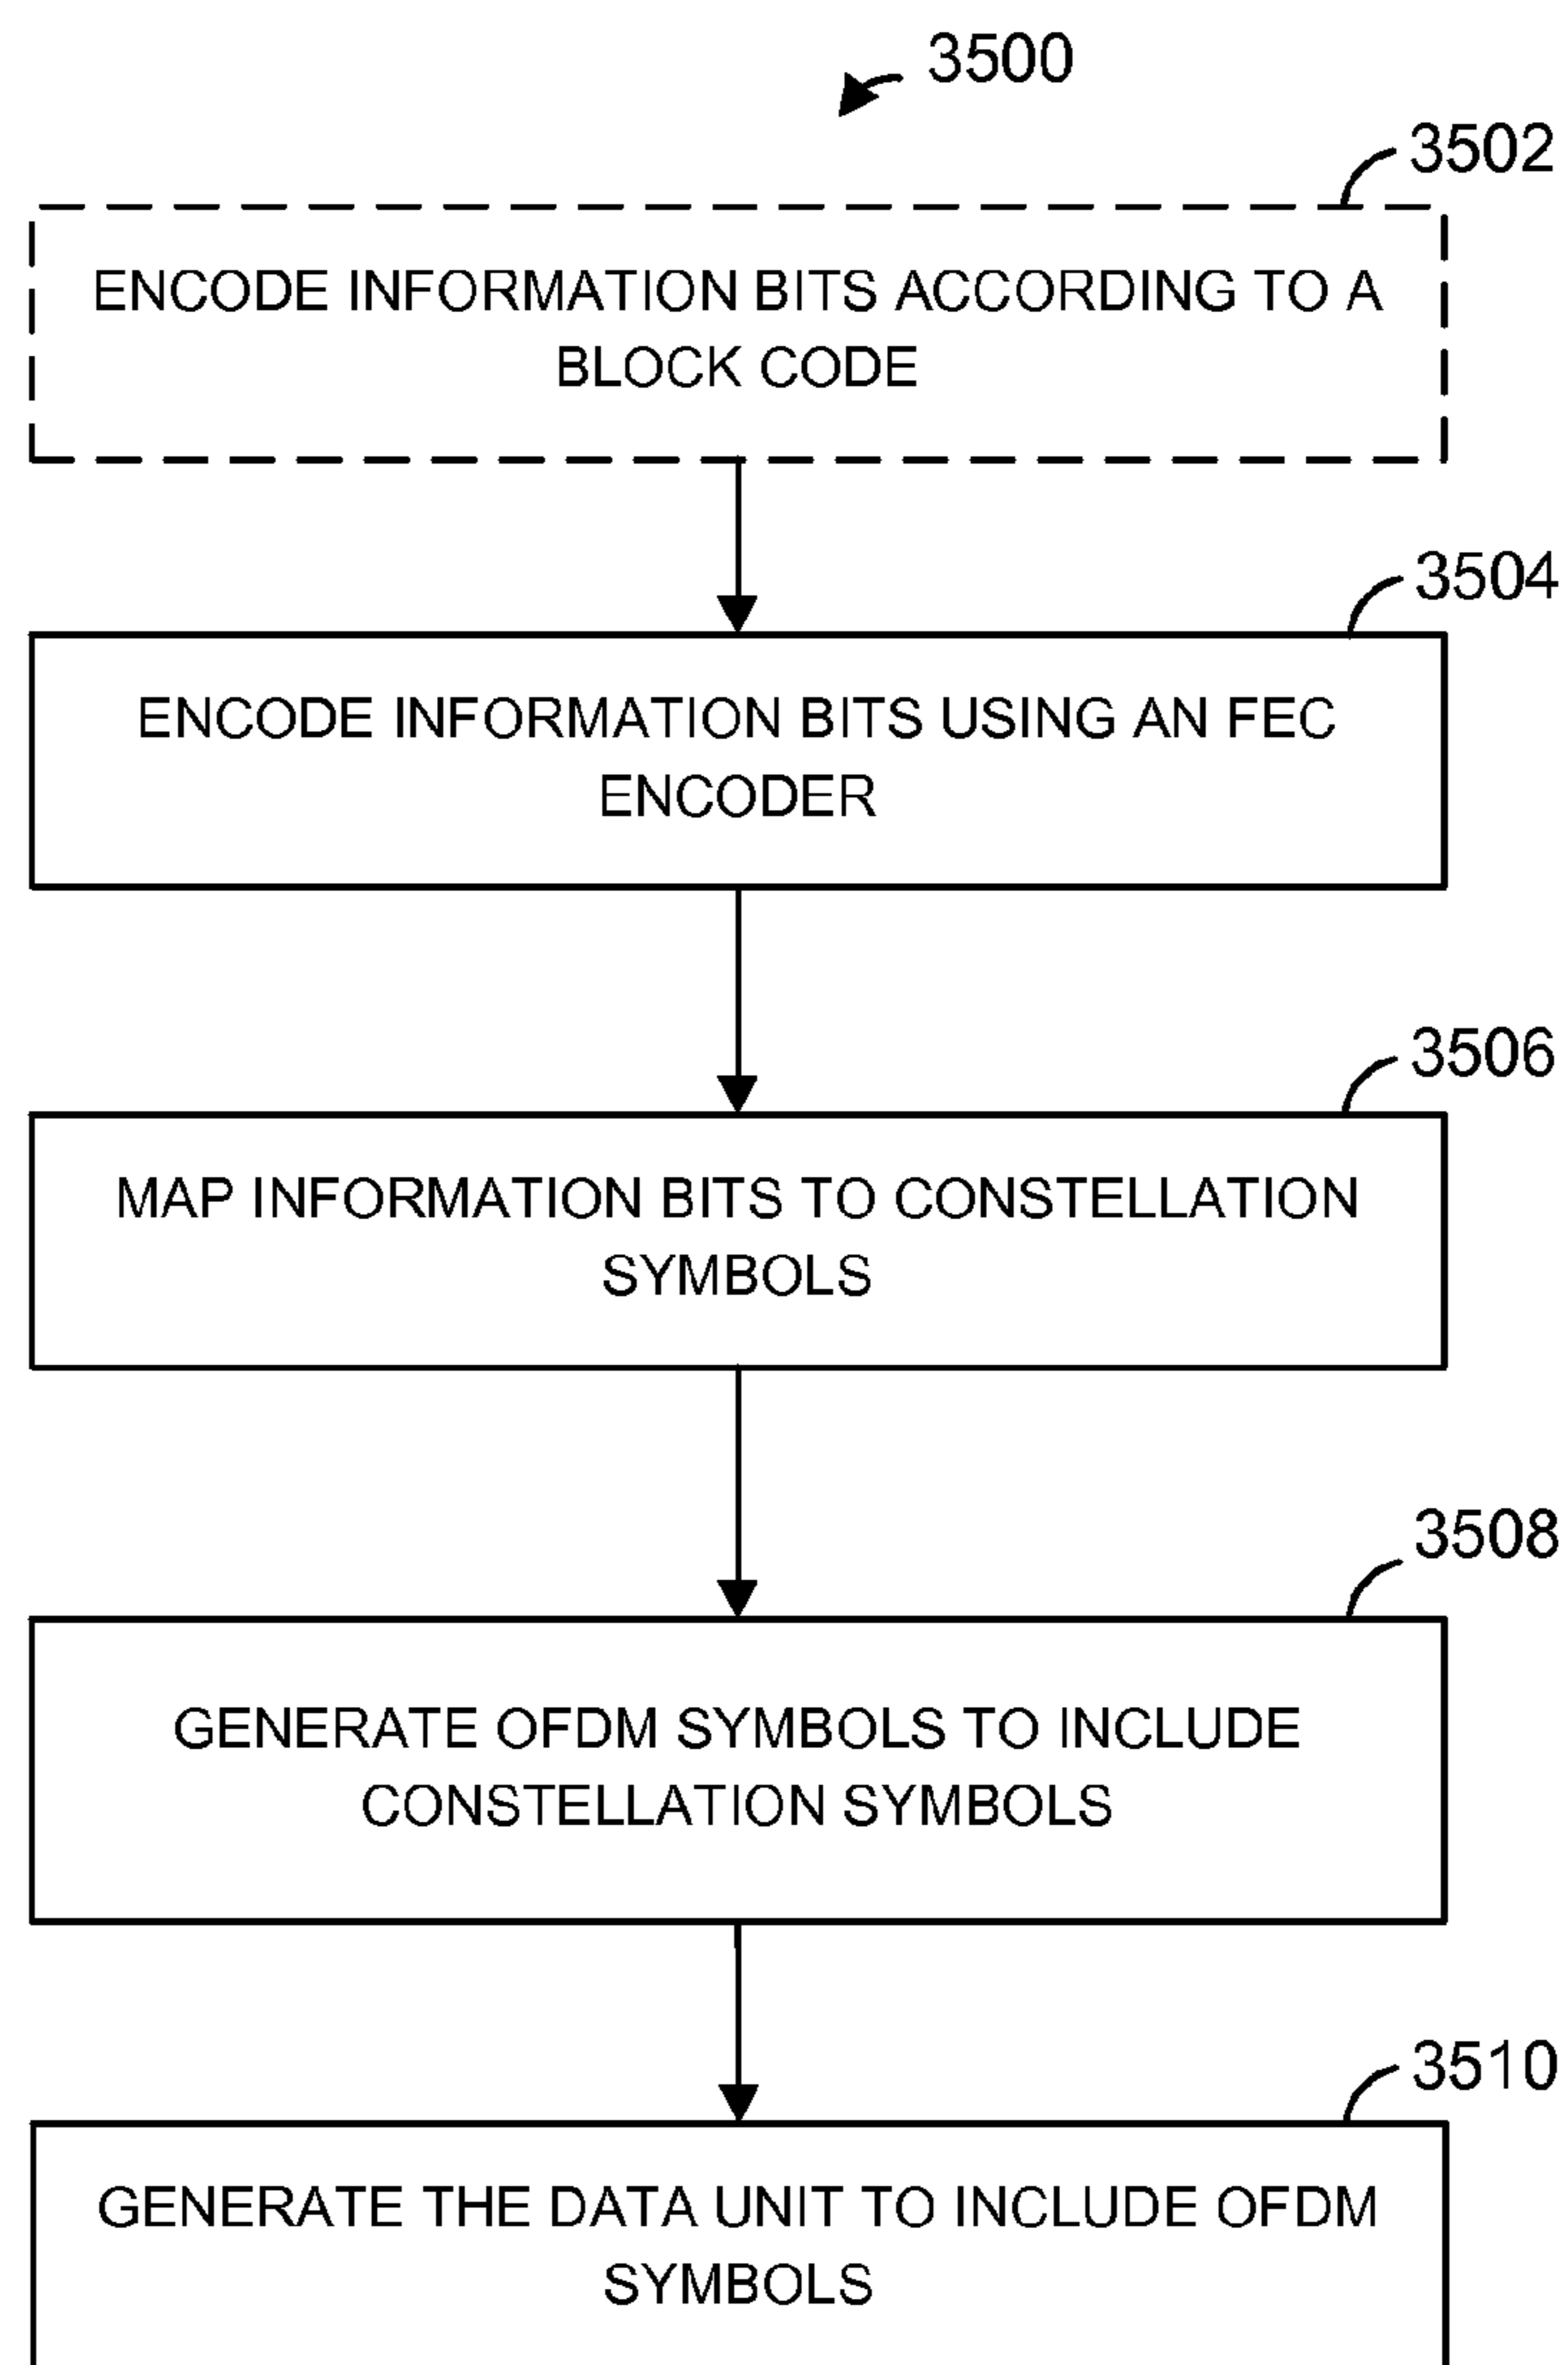 3500
3502
ENCODE INFORMATION BITS ACCORDING TO A
BLOCK CODE
3504
ENCODE INFORMATION BITS USING AN FEC
ENCODER
3506
MAP INFORMATION BITS TO CONSTELLATION
SYMBOLS
3508
GENERATE OFDM SYMBOLS TO INCLUDE
CONSTELLATION SYMBOLS
3510
GENERATE THE DATA UNIT TO INCLUDE OFDM
SYMBOLS